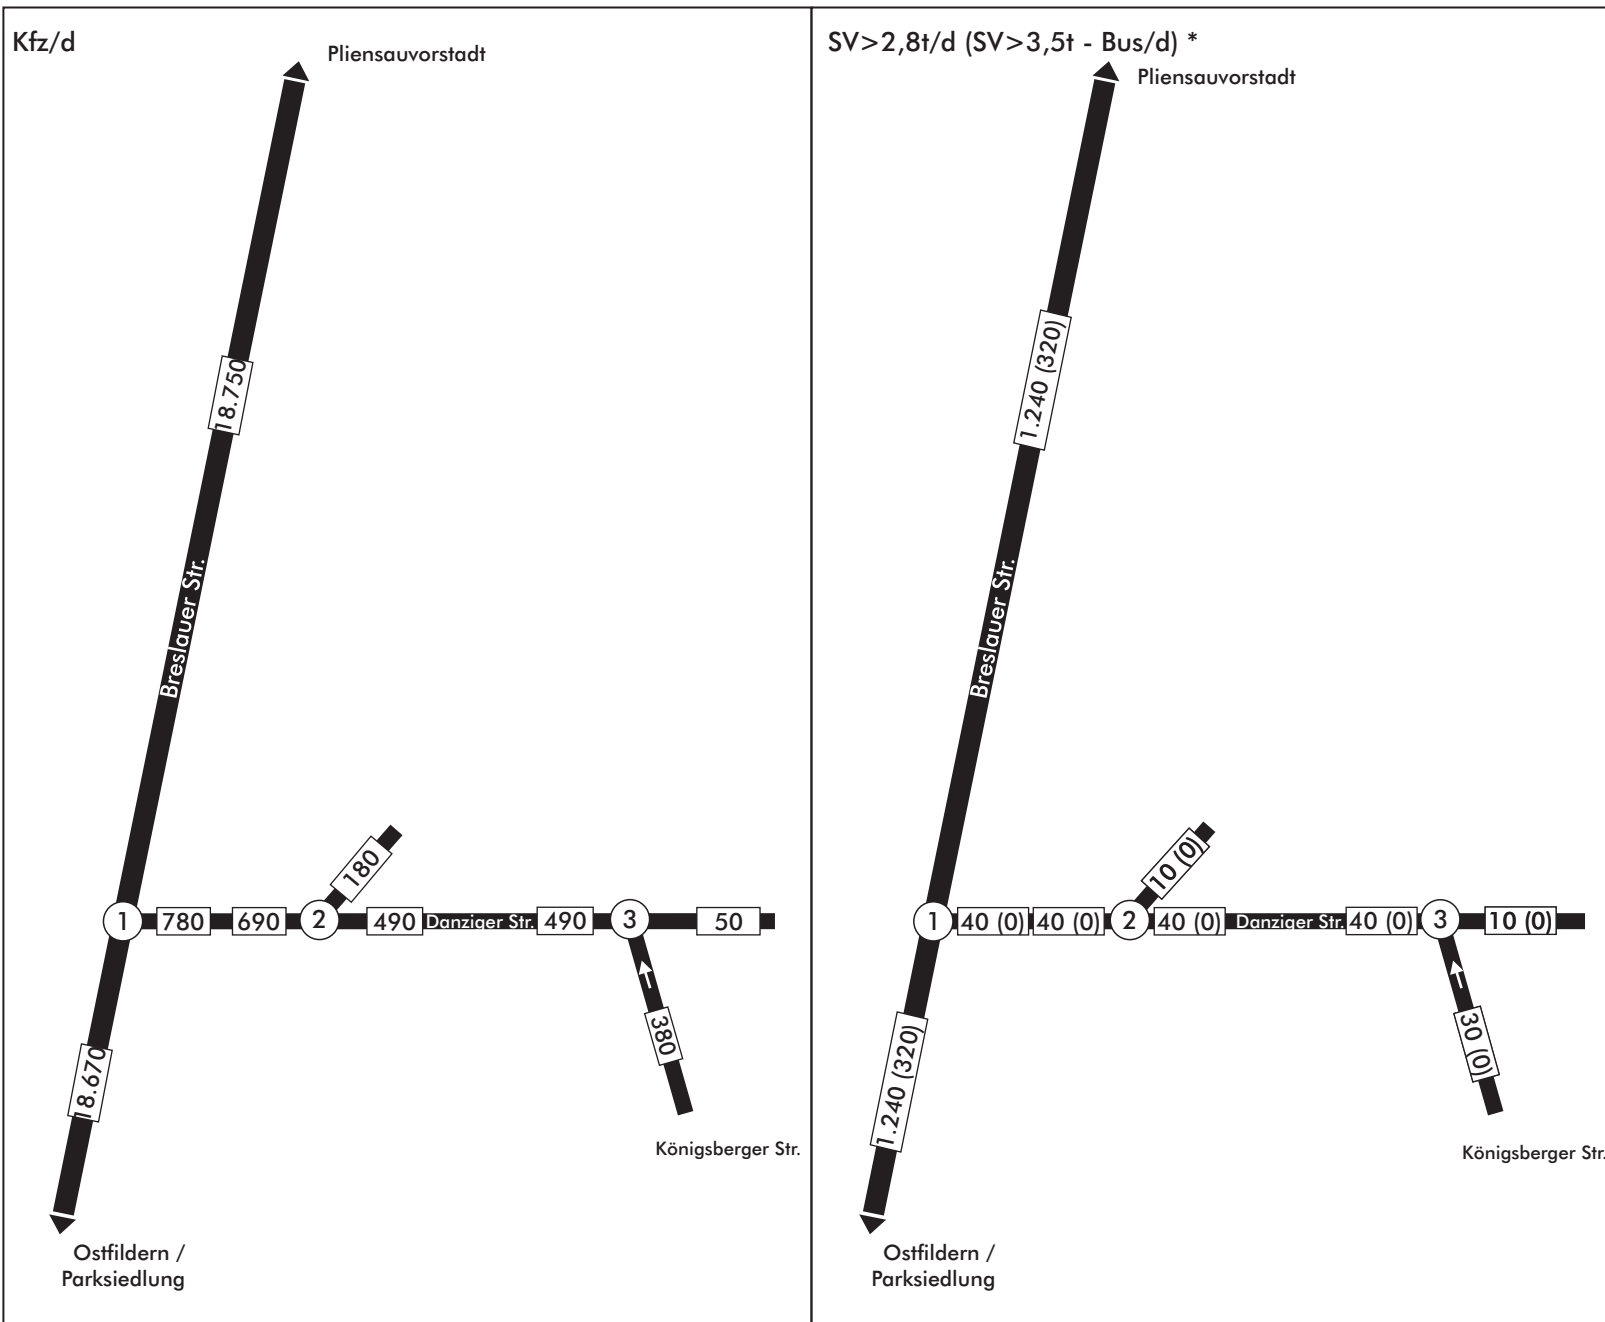 Kfz/d
Pliensauvorstadt
18.750
Breslauer Str.
180
1
780
690
2
490
Danziger Str.
490
3
50
380
18.670
Königsberger Str.
Ostfildern /
Parksiedlung
SV>2,8t/d (SV>3,5t - Bus/d) *
Pliensauvorstadt
1.240 (320)
Breslauer Str.
10 (0)
1
40 (0)
40 (0)
2
40 (0)
Danziger Str.
40 (0)
3
10 (0)
30 (0)
1.240 (320)
Königsberger Str.
Ostfildern /
Parksiedlung